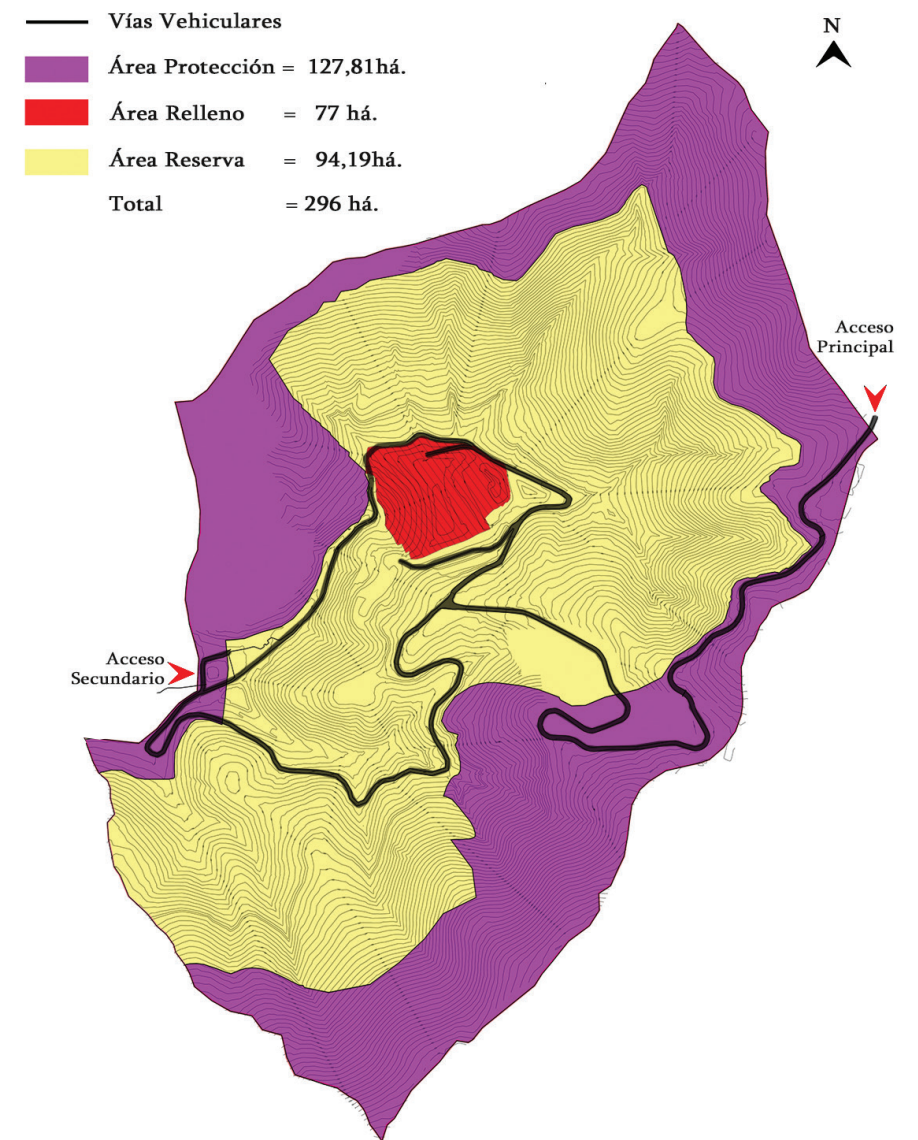 Vías Vehiculares
Área Protección = 127,81há.
Área Relleno = 77 há.
Área Reserva = 94,19há.
Total = 296 há.
N
Acceso
Principal
Acceso
Secundario